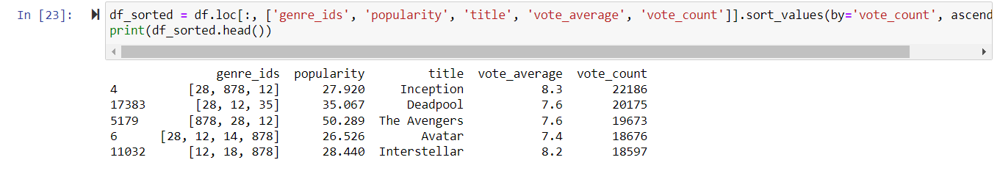 In [23]: df_sorted = df.loc[:, ['genre_ids', 'popularity', 'title', 'vote_average', 'vote_count']].sort_values(by='vote_count', ascend
print(df_sorted.head())
genre_ids popularity title vote_average vote_count
4 [28, 878, 12] 27.920 Inception 8.3 22186
17383 [28, 12, 35] 35.067 Deadpool 7.6 20175
5179 [878, 28, 12] 50.289 The Avengers 7.6 19673
6 [28, 12, 14, 878] 26.526 Avatar 7.4 18676
11032 [12, 18, 878] 28.440 Interstellar 8.2 18597